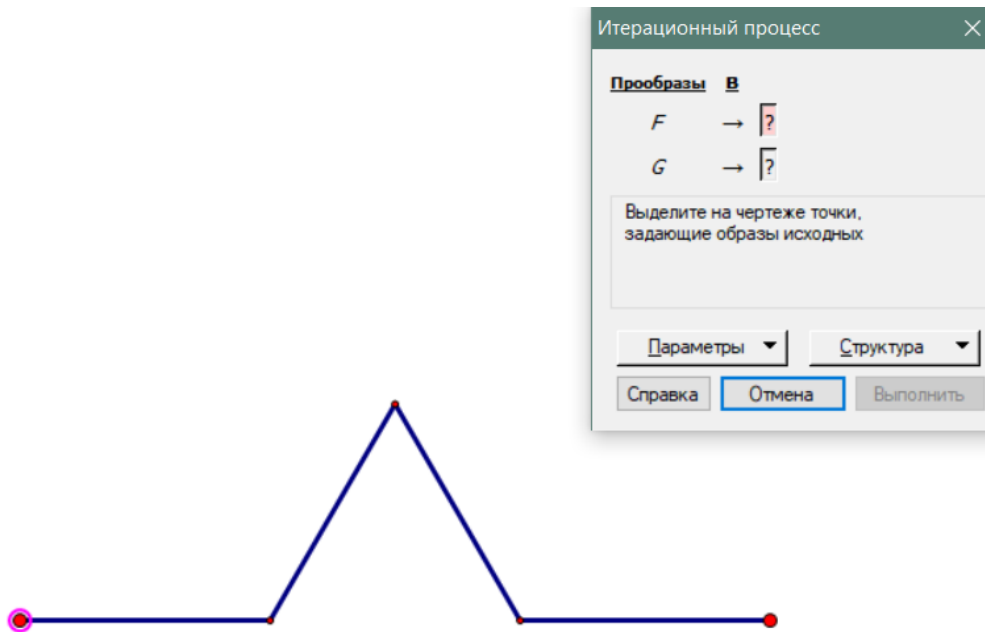 Итерационный процесс
Прообразы В
F → ?
G → ?
Выделите на чертеже точки,
задающие образы исходных
Параметры
Структура
Справка
Отмена
Выполнить